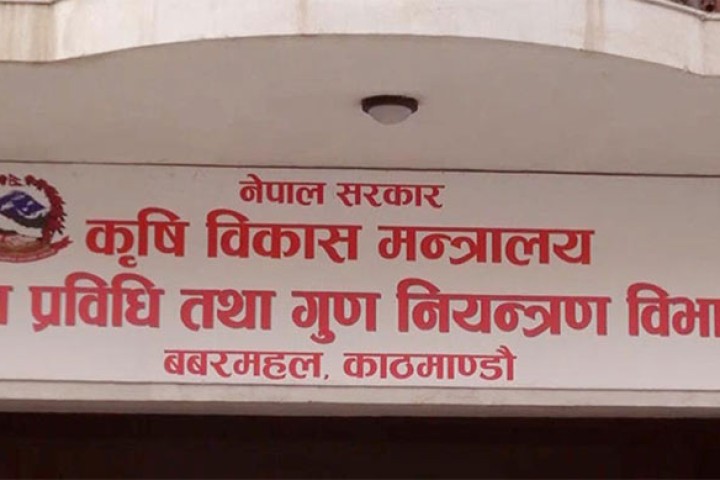 नेपाल सरकार
कृषि विकास मन्त्रालय
प्रविधि तथा गुण नियन्त्रण
बबरमहल, काठमाण्डौ